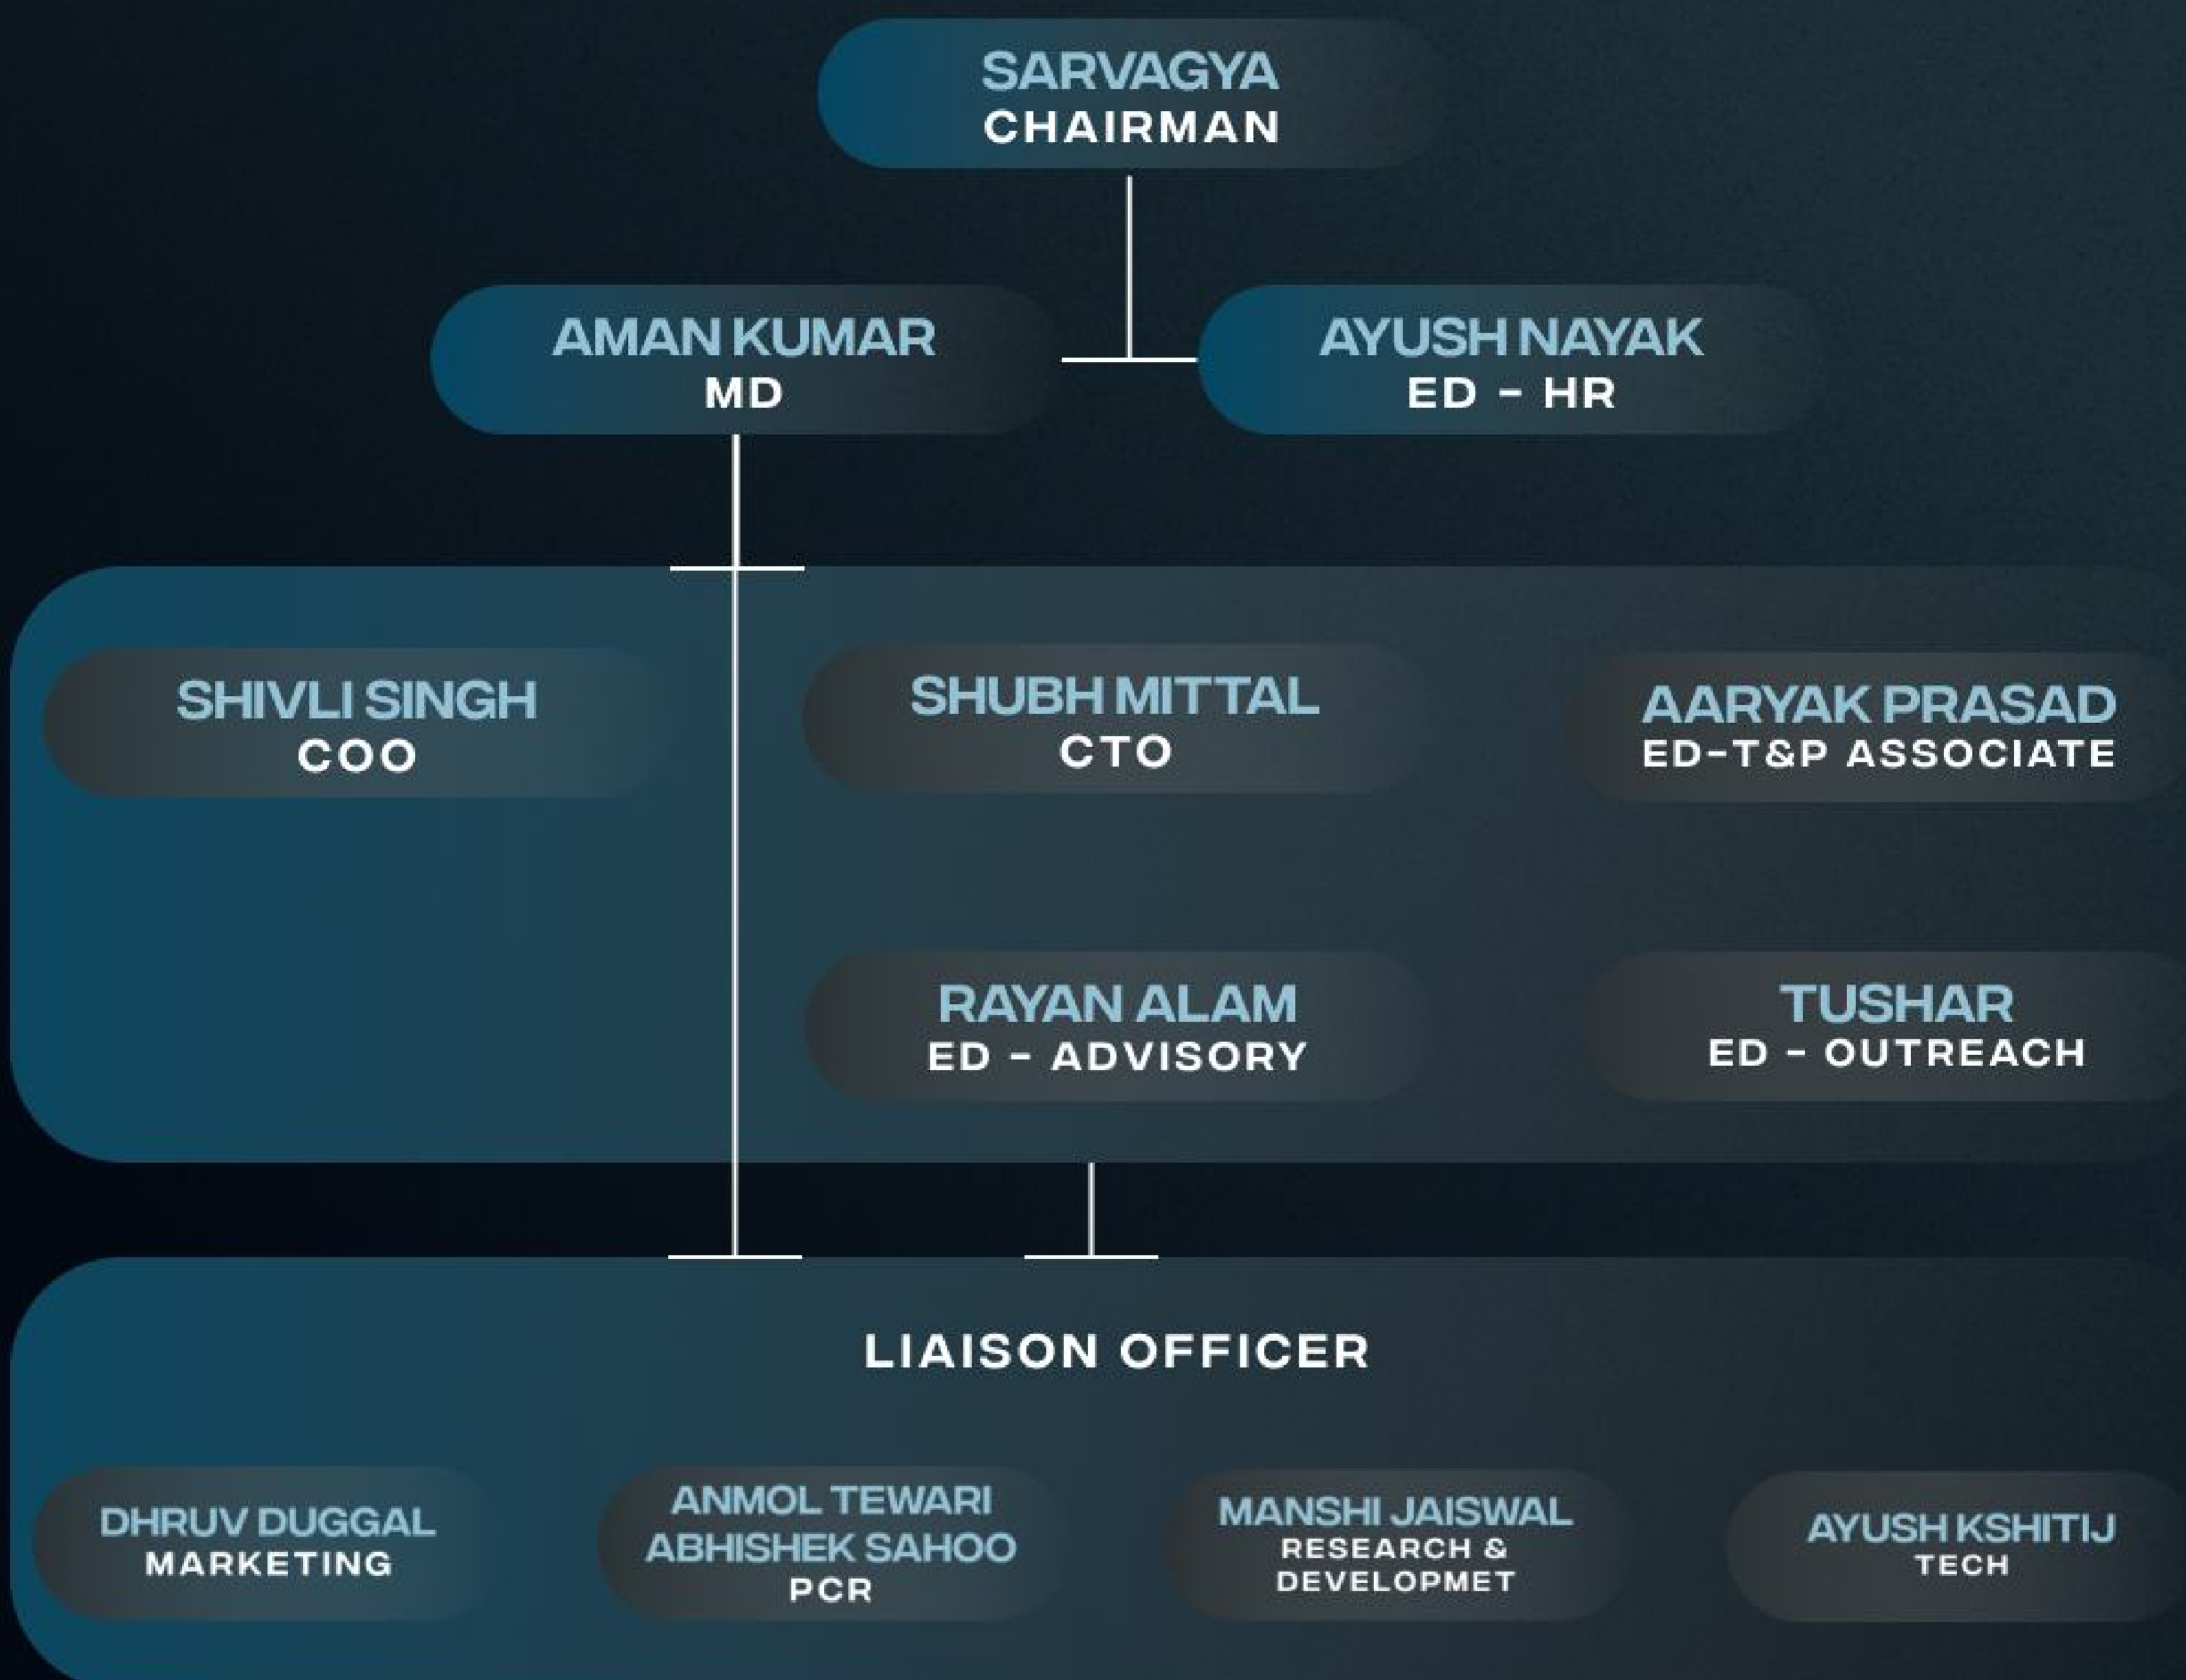 SARVAGYA
CHAIRMAN
AMAN KUMAR
MD
AYUSH NAYAK
ED - HR
SHIVLI SINGH
COO
SHUBH MITTAL
CTO
AARYAK PRASAD
ED-T&P ASSOCIATE
RAYAN ALAM
ED - ADVISORY
TUSHAR
ED - OUTREACH
LIAISON OFFICER
DHRUV DUGGAL
MARKETING
ANMOL TEWARI
ABHISHEK SAHOO
PCR
MANSHI JAISWAL
RESEARCH &
DEVELOPMET
AYUSH KSHITIJ
TECH